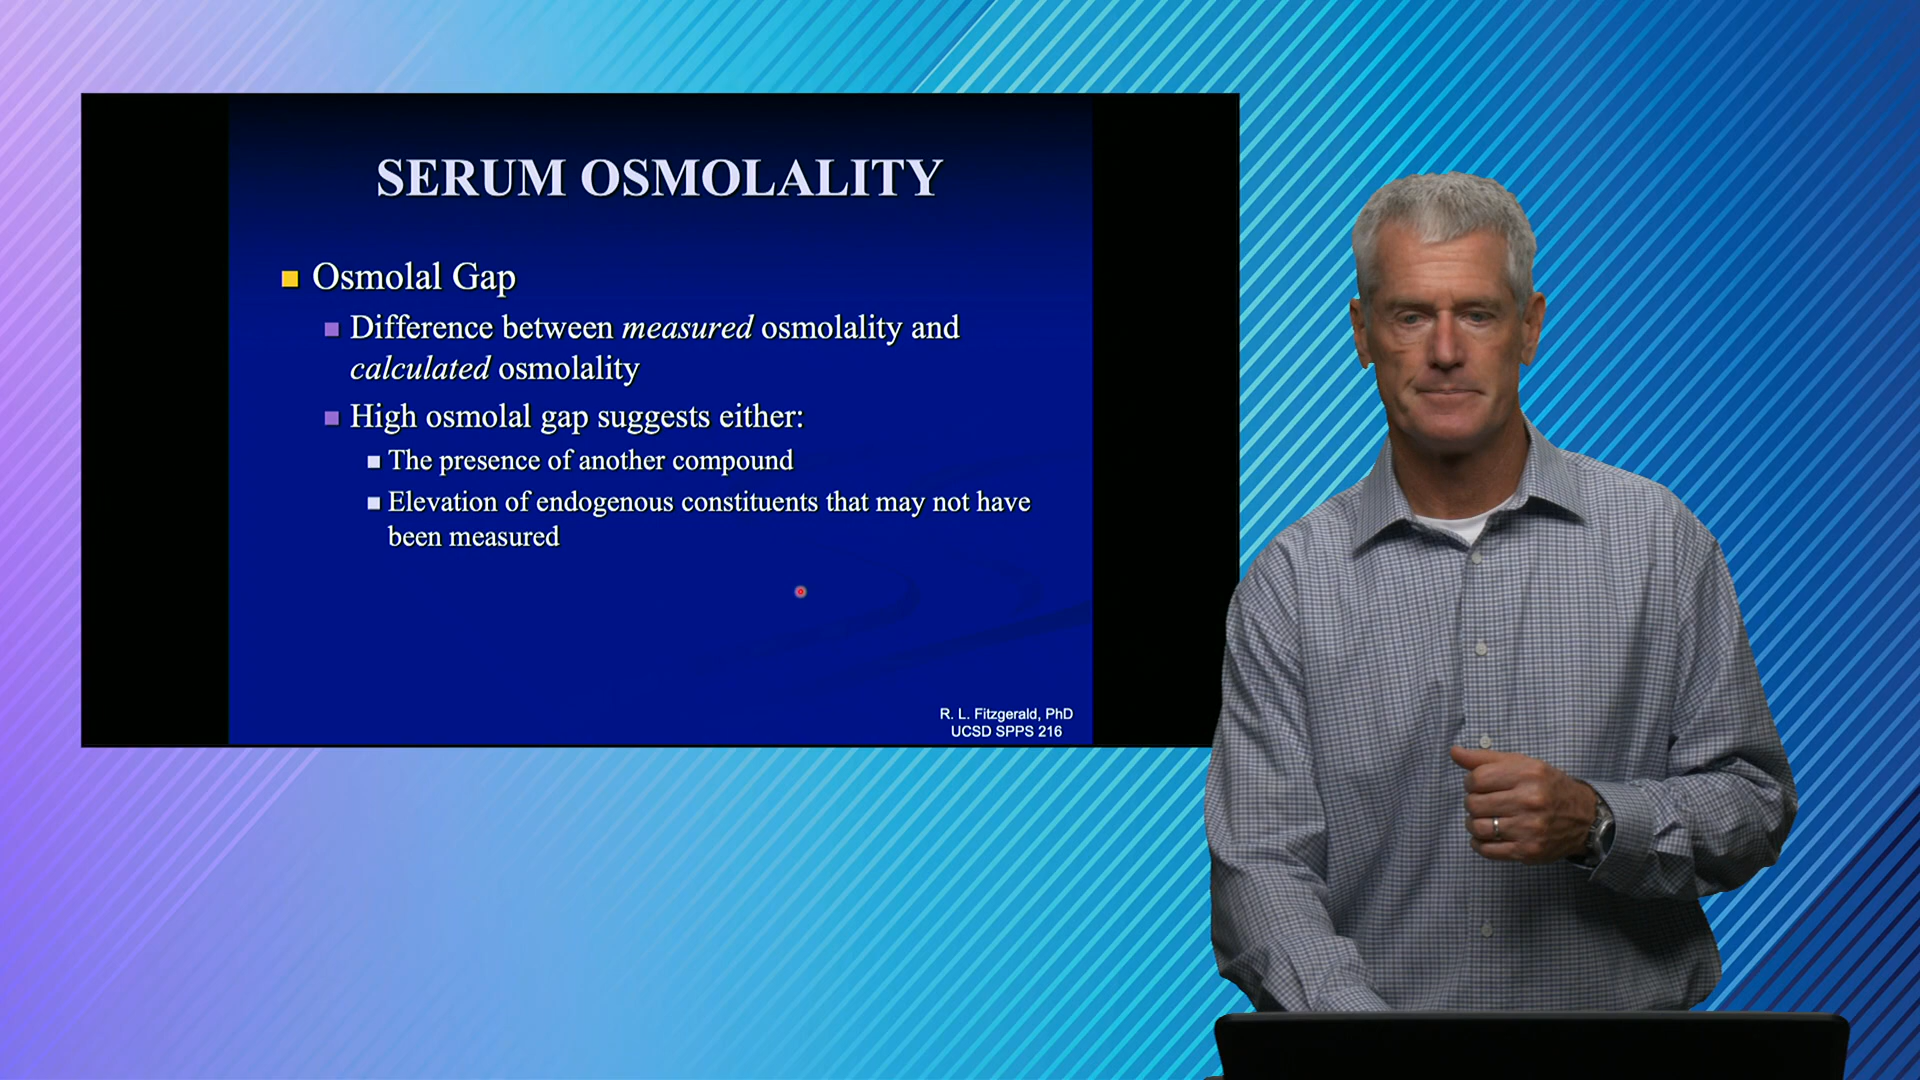 SERUM OSMOLALITY
Osmolal Gap
Difference between measured osmolality and
calculated osmolality
High osmolal gap suggests either:
The presence of another compound
Elevation of endogenous constituents that may not have
been measured
R. L. Fitzgerald, PhD
UCSD SPPS 216